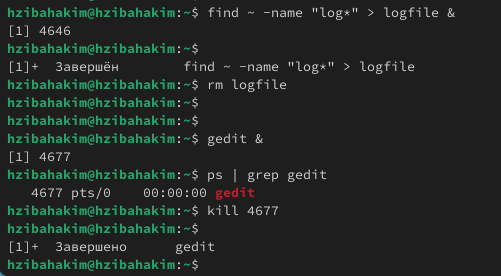 hzibahakim@hzibahakim:~$ find ~ -name "log*" > logfile &
[1] 4646
hzibahakim@hzibahakim:~$
[1]+  Завершён        find ~ -name "log*" > logfile
hzibahakim@hzibahakim:~$ rm logfile
hzibahakim@hzibahakim:~$
hzibahakim@hzibahakim:~$
hzibahakim@hzibahakim:~$ gedit &
[1] 4677
hzibahakim@hzibahakim:~$ ps | grep gedit
   4677 pts/0    00:00:00 gedit
hzibahakim@hzibahakim:~$ kill 4677
hzibahakim@hzibahakim:~$
[1]+  Завершено       gedit
hzibahakim@hzibahakim:~$